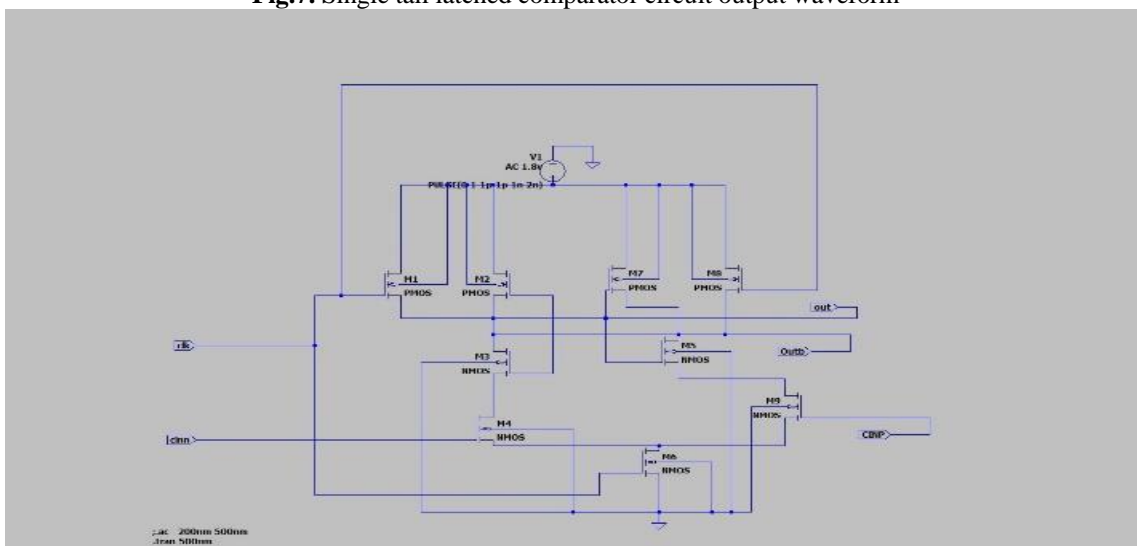 Fig.7. Single tail latched comparator circuit output waveform
V1
AC 1.8v
PULSE(0 1 1p 1p 1n 2n)
M1
PMOS
M2
PMOS
M7
PMOS
M8
PMOS
out
clk
Outb
M3
NMOS
M5
NMOS
M9
NMOS
M4
NMOS
cinn
CINP
M6
NMOS
;.ac 200nm 500nm
.tran 500nm